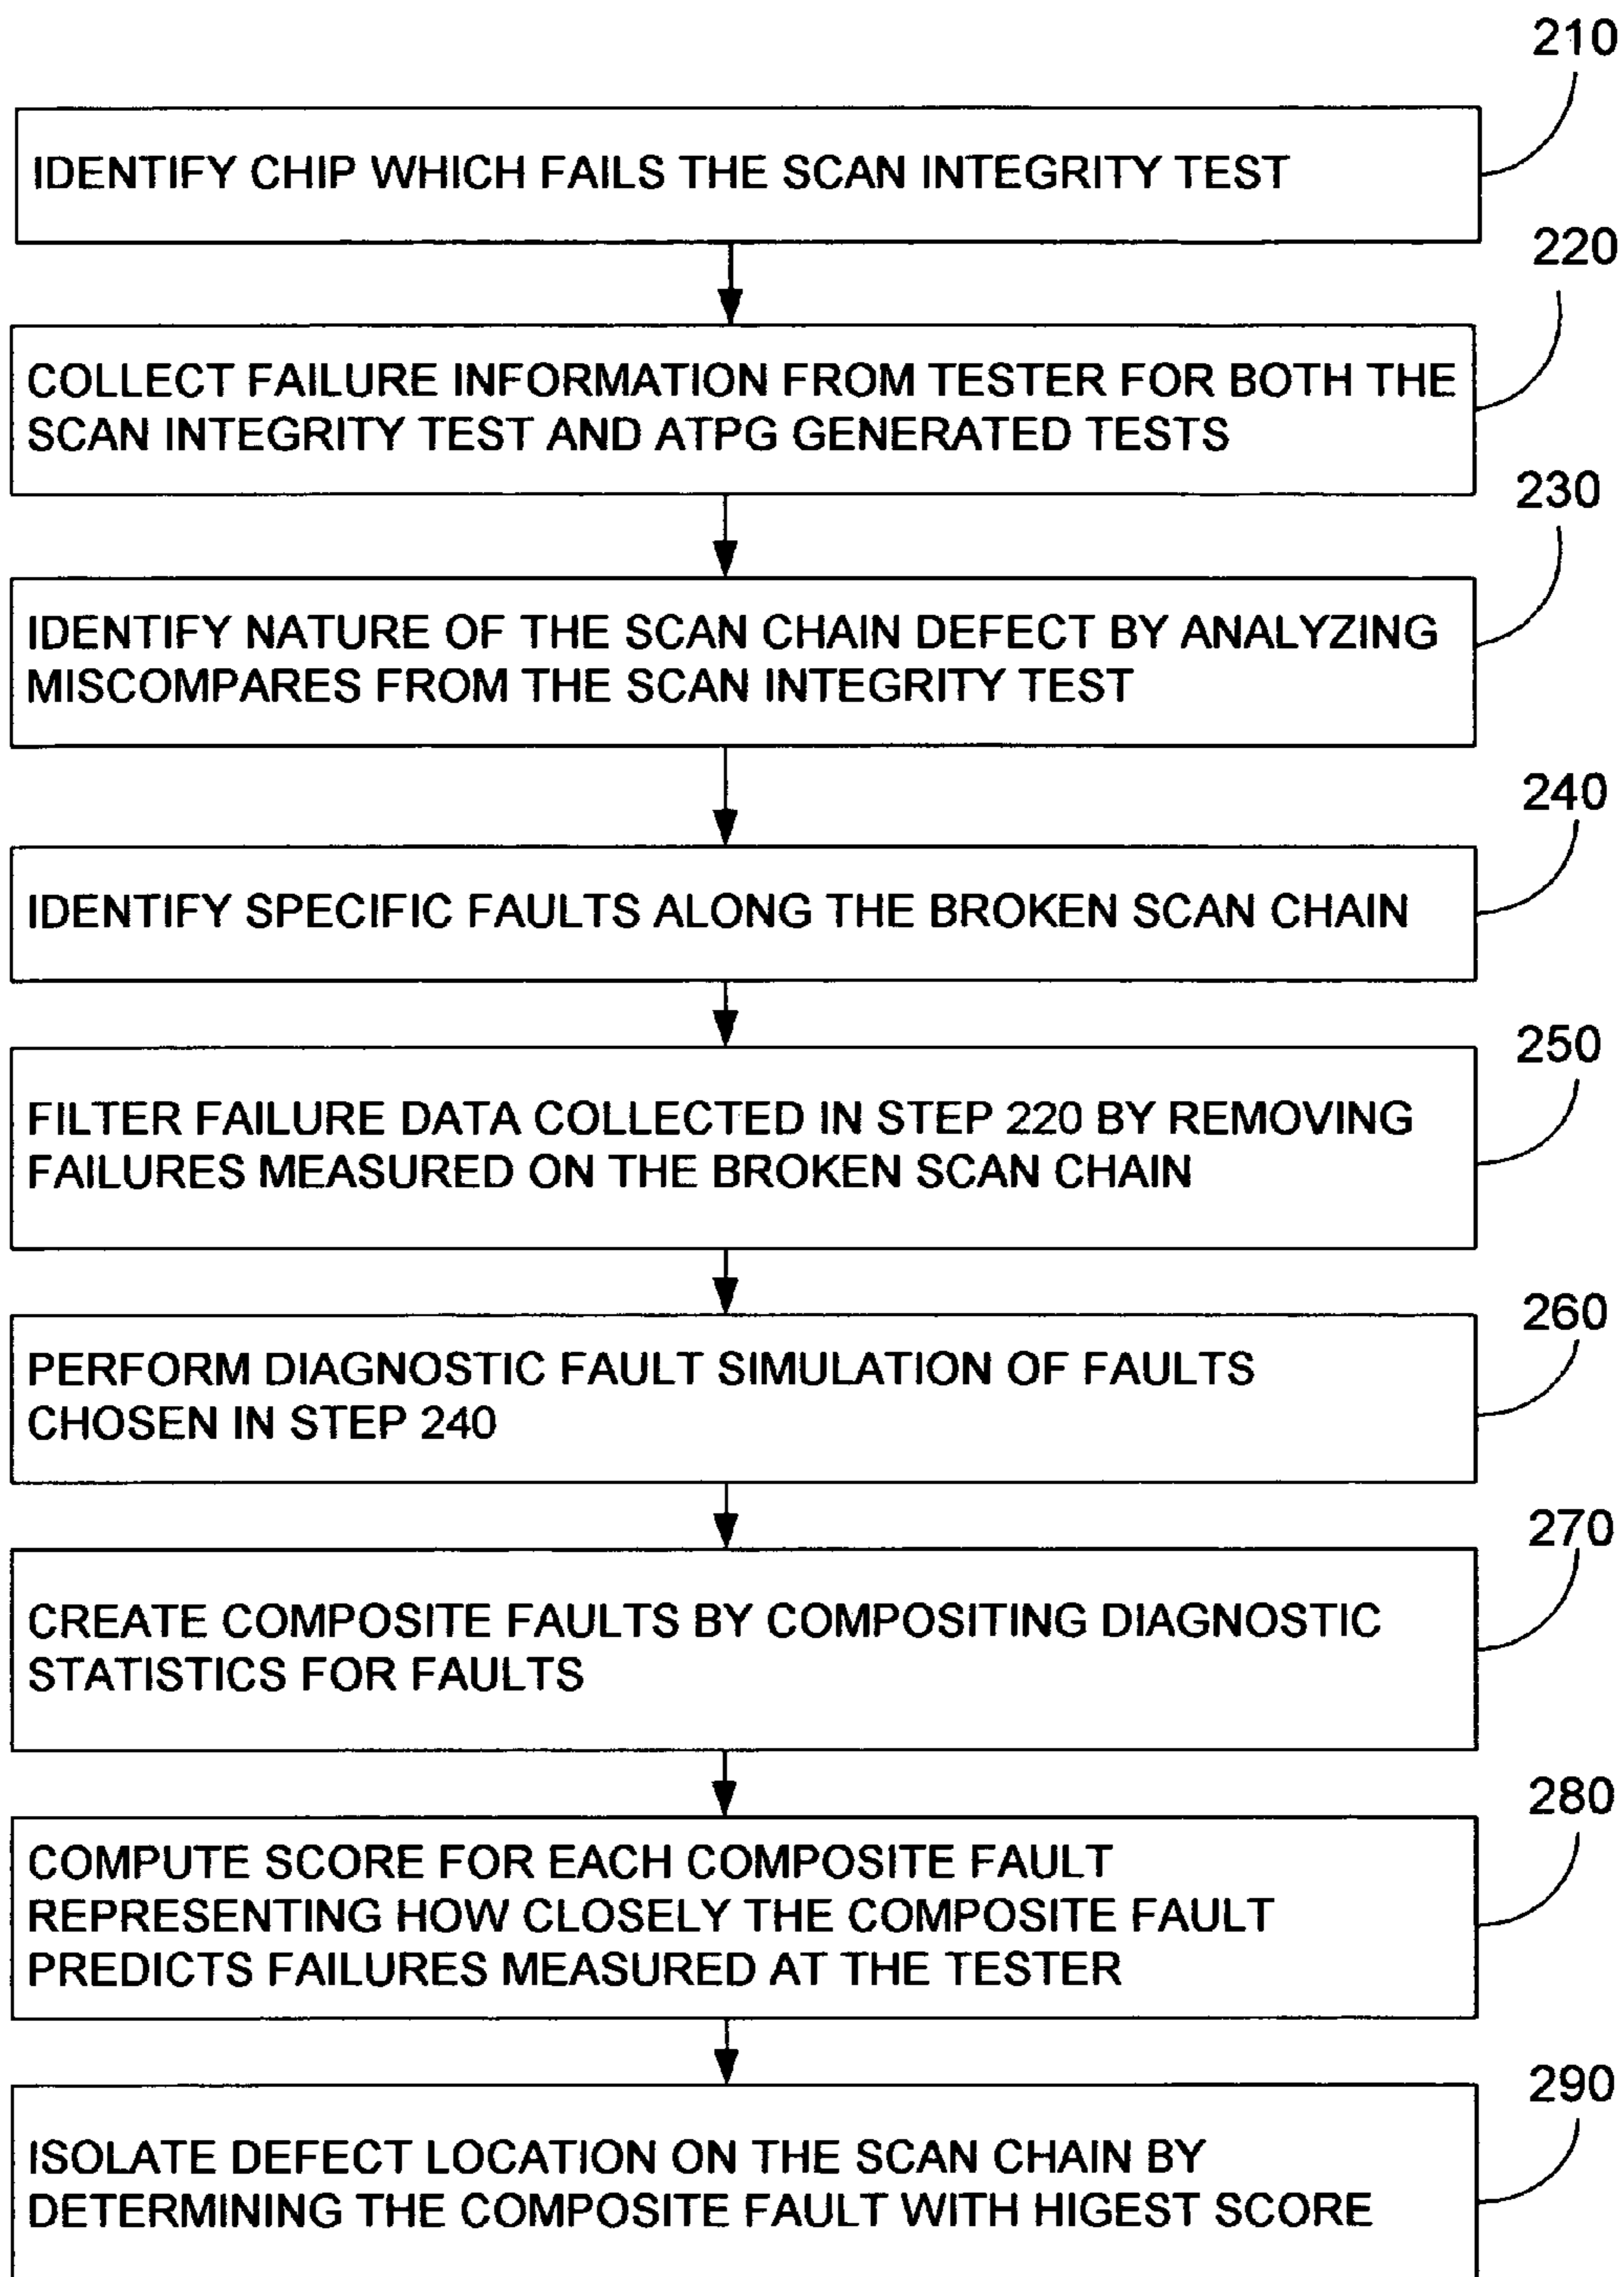 210
IDENTIFY CHIP WHICH FAILS THE SCAN INTEGRITY TEST
220
COLLECT FAILURE INFORMATION FROM TESTER FOR BOTH THE
SCAN INTEGRITY TEST AND ATPG GENERATED TESTS
230
IDENTIFY NATURE OF THE SCAN CHAIN DEFECT BY ANALYZING
MISCOMPARES FROM THE SCAN INTEGRITY TEST
240
IDENTIFY SPECIFIC FAULTS ALONG THE BROKEN SCAN CHAIN
250
FILTER FAILURE DATA COLLECTED IN STEP 220 BY REMOVING
FAILURES MEASURED ON THE BROKEN SCAN CHAIN
260
PERFORM DIAGNOSTIC FAULT SIMULATION OF FAULTS
CHOSEN IN STEP 240
270
CREATE COMPOSITE FAULTS BY COMPOSITING DIAGNOSTIC
STATISTICS FOR FAULTS
280
COMPUTE SCORE FOR EACH COMPOSITE FAULT
REPRESENTING HOW CLOSELY THE COMPOSITE FAULT
PREDICTS FAILURES MEASURED AT THE TESTER
290
ISOLATE DEFECT LOCATION ON THE SCAN CHAIN BY
DETERMINING THE COMPOSITE FAULT WITH HIGEST SCORE